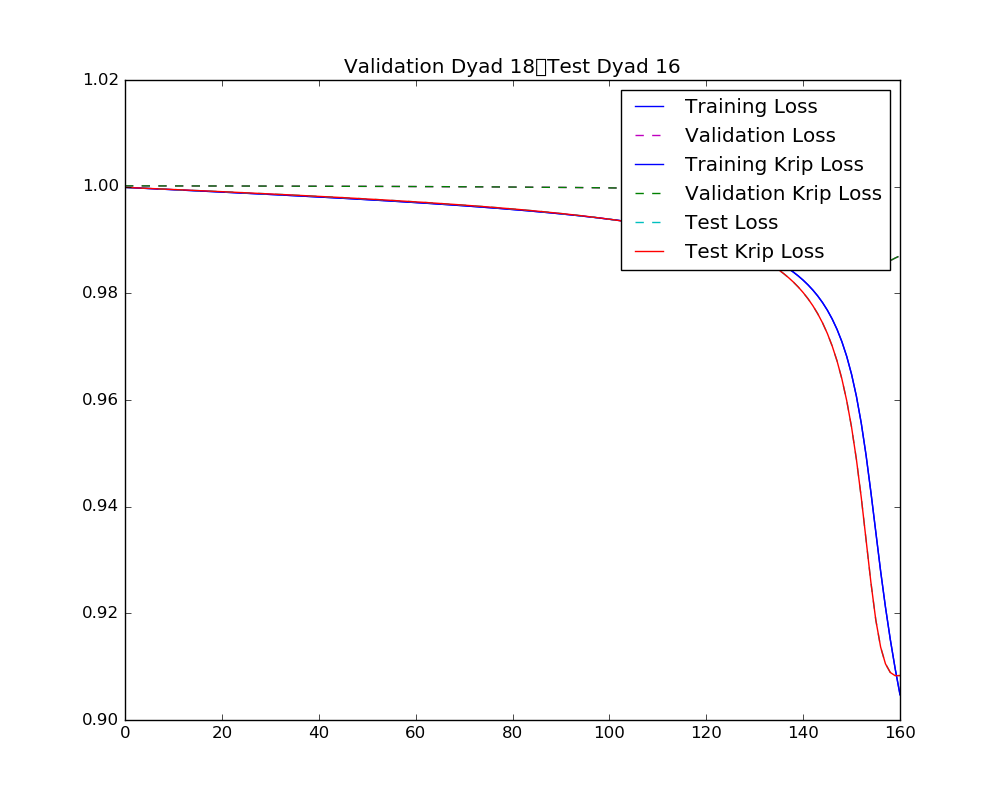 Validation Dyad 18▯Test Dyad 16
1.02
1.00
0.98
0.96
0.94
0.92
0.90
Training Loss
Validation Loss
Training Krip Loss
Validation Krip Loss
Test Loss
Test Krip Loss
0 20 40 60 80 100 120 140 160